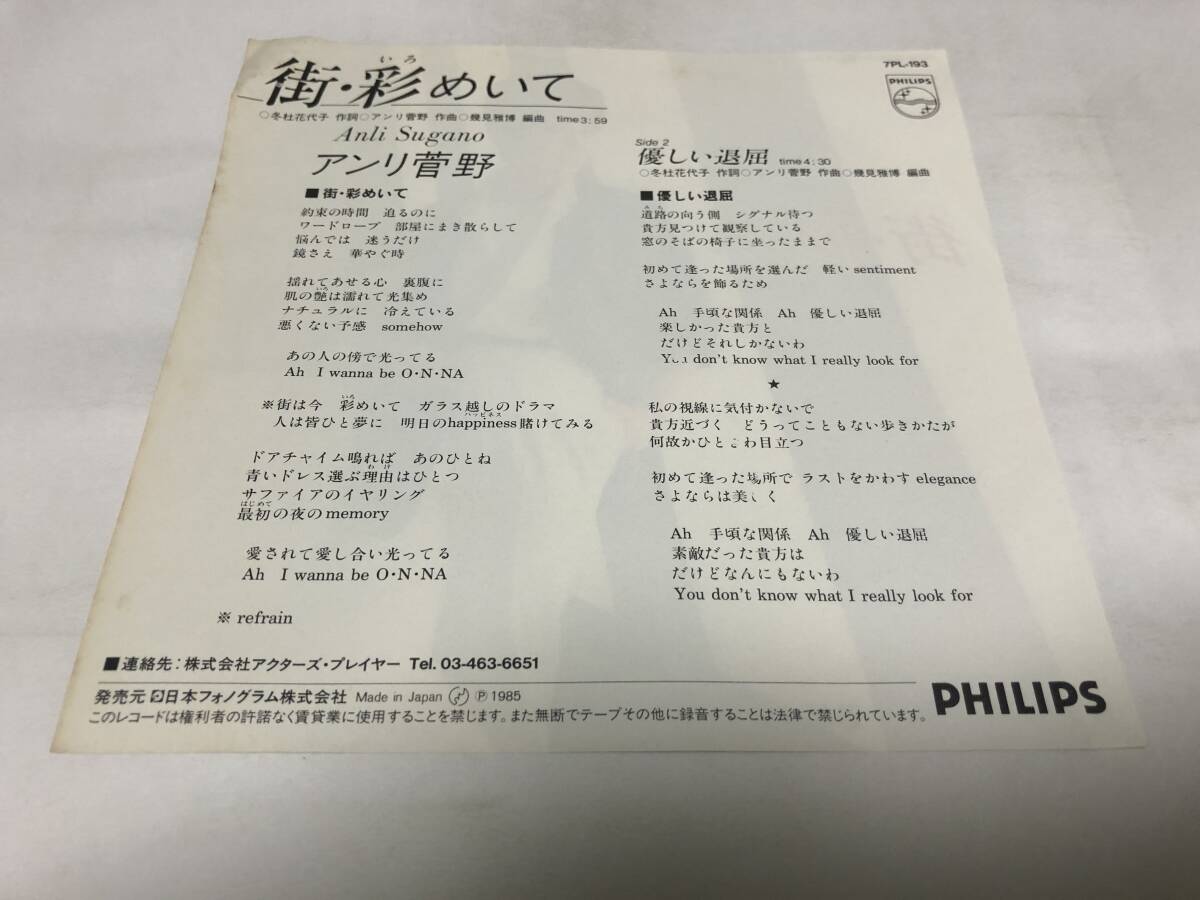 街・彩めいて
いろ
○冬杜花代子 作詞○アンリ菅野 作曲○幾見雅博 編曲 time3:59
Anli Sugano
アンリ菅野
■街・彩めいて
約束の時間　迫るのに
ワードローブ　部屋にまき散らして
悩んでは　迷うだけ
鏡さえ　華やぐ時
揺れてあせる心　裏腹に
肌の艶は濡れて光集め
いろ
ナチュラルに　冷えている
悪くない予感　somehow
あの人の傍で光ってる
Ah　I wanna be O・N・NA
※街は今　彩めいて　ガラス越しのドラマ
いろ
人は皆ひと夢に　明日のhappiness賭けてみる
ハッピネス
ドアチャイム鳴れば　あのひとね
青いドレス選ぶ理由はひとつ
わけ
サファイアのイヤリング
最初の夜のmemory
はじめて
愛されて愛し合い光ってる
Ah　I wanna be O・N・NA
※ refrain
7PL-193
PHILIPS
Side 2
優しい退屈 time4:30
○冬杜花代子 作詞○アンリ菅野 作曲○幾見雅博 編曲
■優しい退屈
道路の向う側　シグナル待つ
みち
貴方見つけて観察している
窓のそばの椅子に坐ったままで
初めて逢った場所を選んだ　軽い sentiment
さよならを飾るため
Ah　手頃な関係　Ah　優しい退屈
楽しかった貴方と
だけどそれしかないわ
You don't know what I really look for
★
私の視線に気付かないで
貴方近づく　どうってこともない歩きかたが
何故かひときわ目立つ
初めて逢った場所で ラストをかわす elegance
さよならは美しく
Ah　手頃な関係　Ah　優しい退屈
素敵だった貴方は
だけどなんにもないわ
You don't know what I really look for
■連絡先：株式会社アクターズ・プレイヤー Tel. 03-463-6651
発売元 日本フォノグラム株式会社 Made in Japan Ⓟ 1985
このレコードは権利者の許諾なく賃貸業に使用することを禁じます。また無断でテープその他に録音することは法律で禁じられています。
PHILIPS